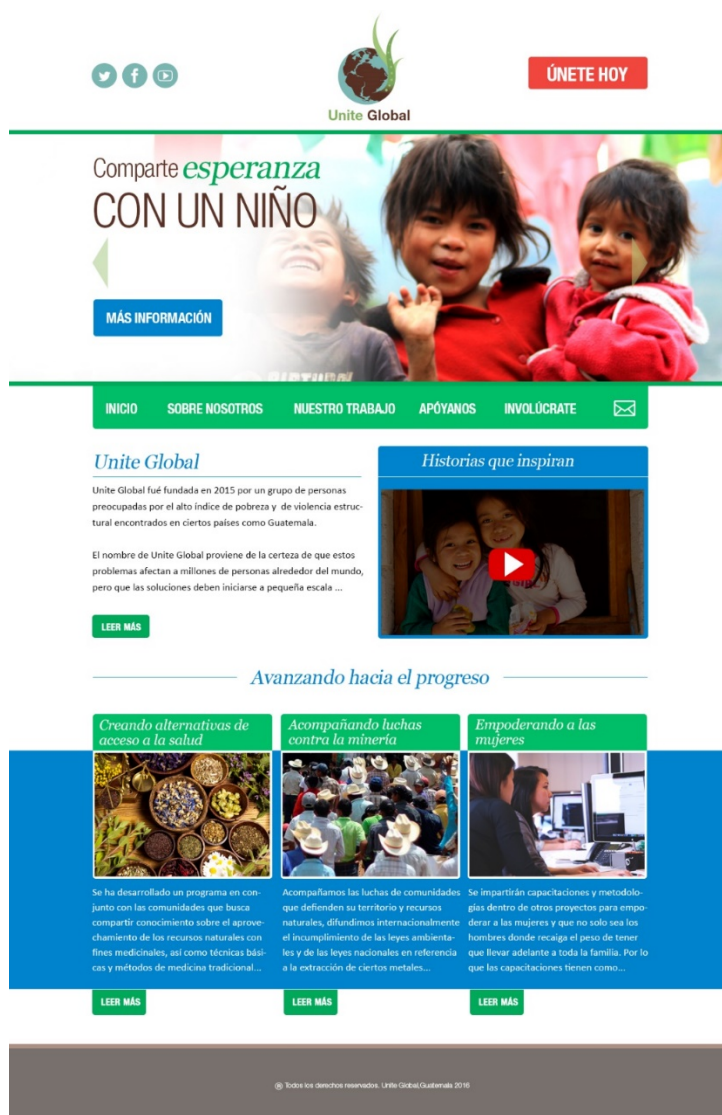 ÚNETE HOY
Unite Global
Comparte esperanza
CON UN NIÑO
MÁS INFORMACIÓN
INICIO
SOBRE NOSOTROS
NUESTRO TRABAJO
APÓYANOS
INVOLÚCRATE
Unite Global
Unite Global fué fundada en 2015 por un grupo de personas
preocupadas por el alto índice de pobreza y de violencia estruc-
tural encontrados en ciertos países como Guatemala.
El nombre de Unite Global proviene de la certeza de que estos
problemas afectan a millones de personas alrededor del mundo,
pero que las soluciones deben iniciarse a pequeña escala ...
LEER MÁS
Historias que inspiran
Avanzando hacia el progreso
Creando alternativas de
acceso a la salud
Se ha desarrollado un programa en con-
junto con las comunidades que busca
compartir conocimiento sobre el aprove-
chamiento de los recursos naturales con
fines medicinales, así como técnicas bási-
cas y métodos de medicina tradicional...
LEER MÁS
Acompañando luchas
contra la minería
Acompañamos las luchas de comunidades
que defienden su territorio y recursos
naturales, difundimos internacionalmente
el incumplimiento de las leyes ambienta-
les y de las leyes nacionales en referencia
a la extracción de ciertos metales...
LEER MÁS
Empoderando a las
mujeres
Se impartirán capacitaciones y metodolo-
gías dentro de otros proyectos para empo-
derar a las mujeres y que no solo sea los
hombres donde recaiga el peso de tener
que llevar adelante a toda la familia. Por lo
que las capacitaciones tienen como...
LEER MÁS
® Todos los derechos reservados. Unite Global,Guatemala 2016